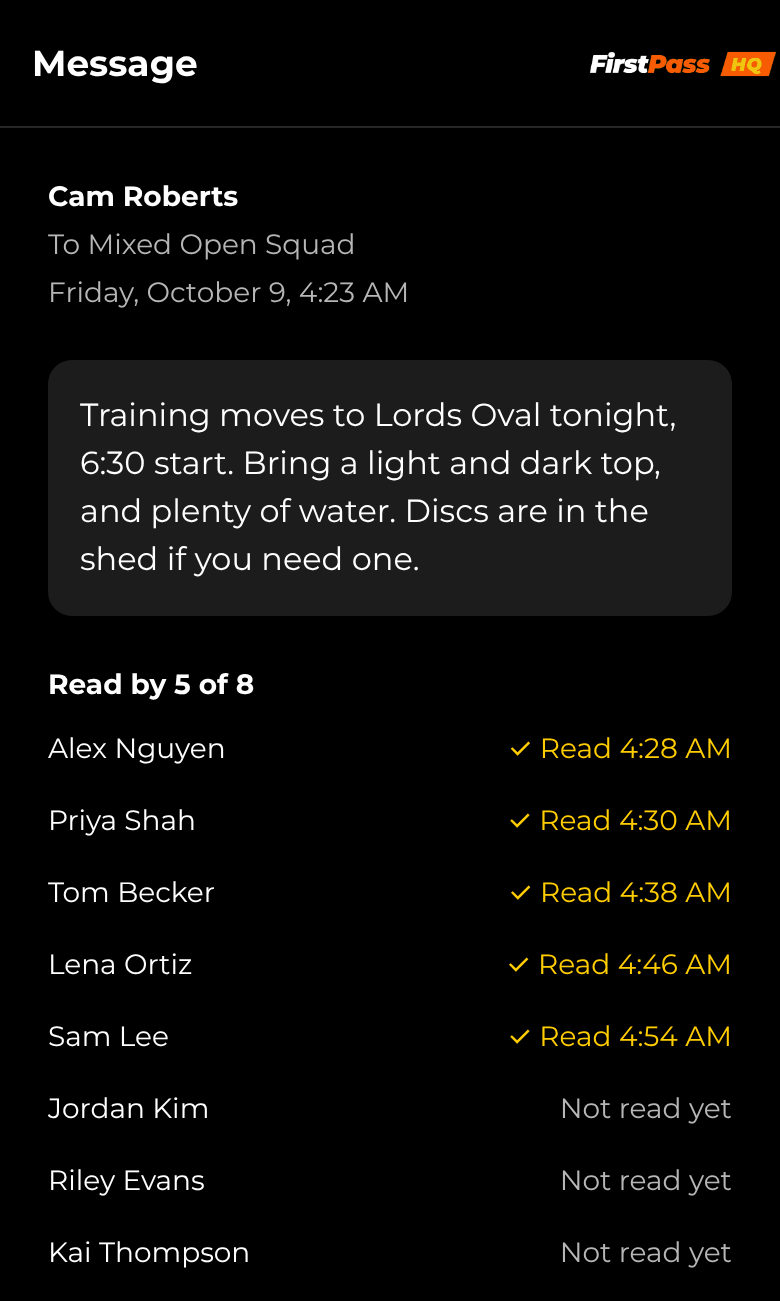 Message
FirstPass HQ
Cam Roberts
To Mixed Open Squad
Friday, October 9, 4:23 AM
Training moves to Lords Oval tonight,
6:30 start. Bring a light and dark top,
and plenty of water. Discs are in the
shed if you need one.
Read by 5 of 8
Alex Nguyen ✓ Read 4:28 AM
Priya Shah ✓ Read 4:30 AM
Tom Becker ✓ Read 4:38 AM
Lena Ortiz ✓ Read 4:46 AM
Sam Lee ✓ Read 4:54 AM
Jordan Kim Not read yet
Riley Evans Not read yet
Kai Thompson Not read yet